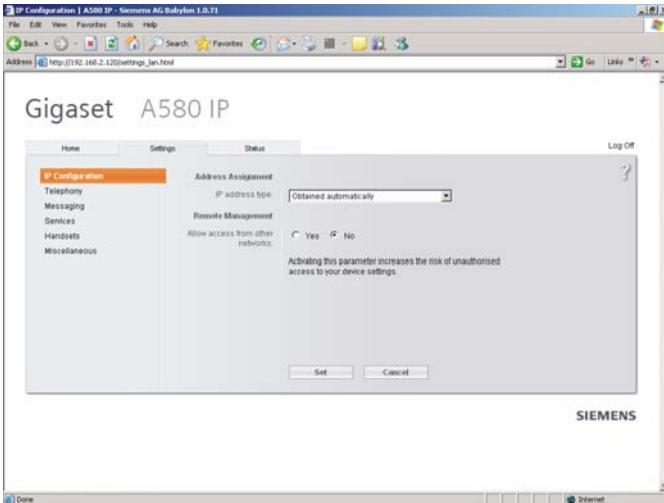 IP Configuration | A580 IP - Siemens AG Babylon 1.0.71
File Edit View Favorites Tools Help
Back Search Favorites
Address http://192.168.2.120/settings_lan.html Go Links »
Gigaset A580 IP
Home Settings Status Log Off
IP Configuration
Telephony
Messaging
Services
Handsets
Miscellaneous
Address Assignment
IP address type: Obtained automatically
Remote Management
Allow access from other networks: Yes No
Activating this parameter increases the risk of unauthorised
access to your device settings.
Set Cancel
?
SIEMENS
Done Internet